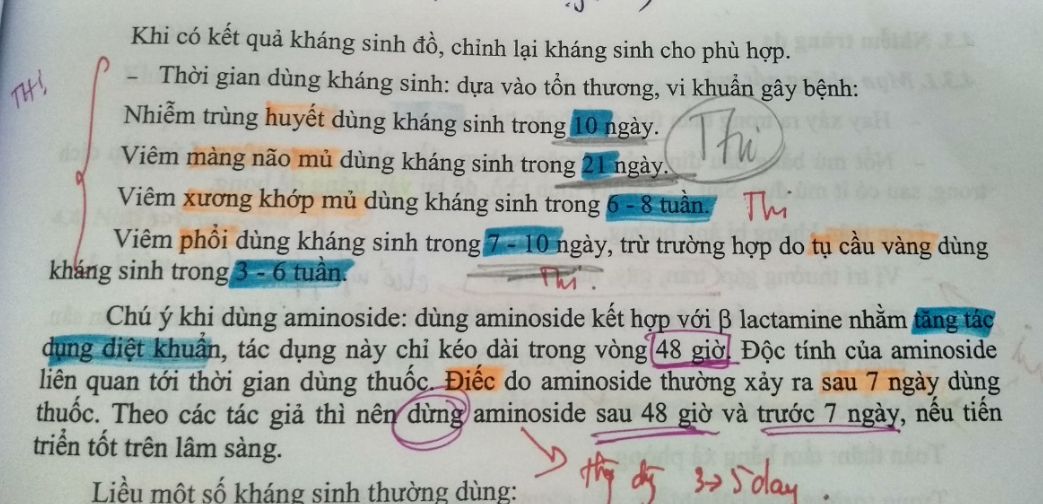 Khi có kết quả kháng sinh đồ, chỉnh lại kháng sinh cho phù hợp.
THI
- Thời gian dùng kháng sinh: dựa vào tổn thương, vi khuẩn gây bệnh:
Nhiễm trùng huyết dùng kháng sinh trong 10 ngày.
Thi
Viêm màng não mủ dùng kháng sinh trong 21 ngày.
Viêm xương khớp mủ dùng kháng sinh trong 6 - 8 tuần. Thi
Viêm phổi dùng kháng sinh trong 7 - 10 ngày, trừ trường hợp do tụ cầu vàng dùng
kháng sinh trong 3 - 6 tuần.
Thi.
Chú ý khi dùng aminoside: dùng aminoside kết hợp với β lactamine nhằm tăng tác
dụng diệt khuẩn, tác dụng này chỉ kéo dài trong vòng 48 giờ. Độc tính của aminoside
liên quan tới thời gian dùng thuốc. Điếc do aminoside thường xảy ra sau 7 ngày dùng
thuốc. Theo các tác giả thì nên dừng aminoside sau 48 giờ và trước 7 ngày, nếu tiến
triển tốt trên lâm sàng.
3→5 day
Liều một số kháng sinh thường dùng: